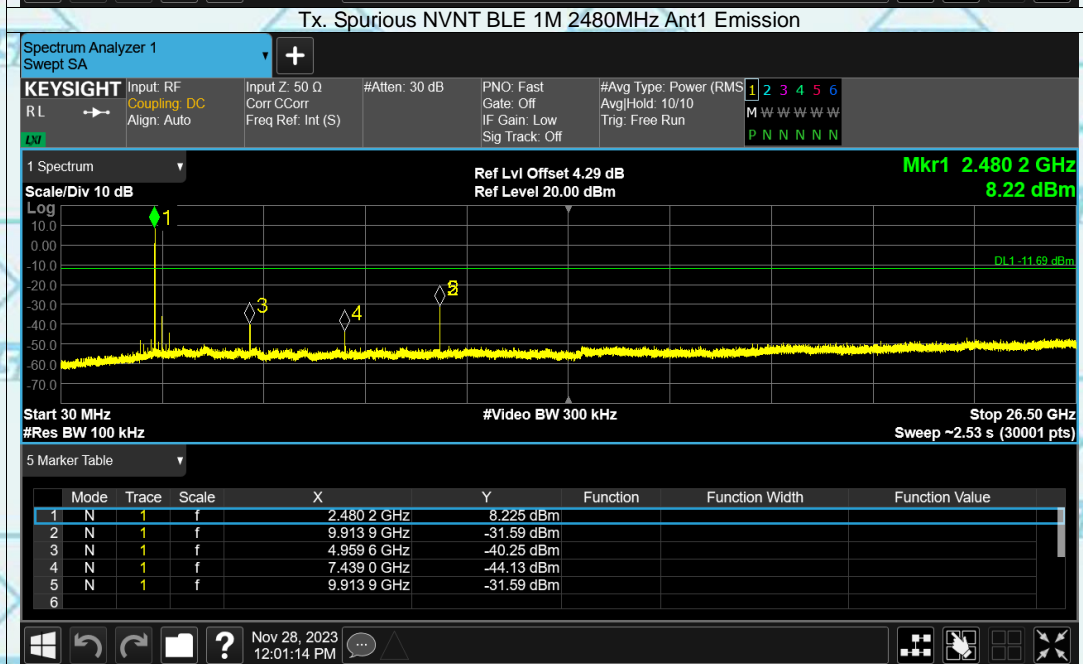 Tx. Spurious NVNT BLE 1M 2480MHz Ant1 Emission
Spectrum Analyzer 1
Swept SA
+
KEYSIGHT
RL
LXI
Input: RF
Coupling: DC
Align: Auto
Input Z: 50 Ω
Corr CCorr
Freq Ref: Int (S)
#Atten: 30 dB
PNO: Fast
Gate: Off
IF Gain: Low
Sig Track: Off
#Avg Type: Power (RMS
Avg|Hold: 10/10
Trig: Free Run
1 2 3 4 5 6
M W W W W W
P N N N N N
1 Spectrum
Scale/Div 10 dB
Ref Lvl Offset 4.29 dB
Ref Level 20.00 dBm
Mkr1 2.480 2 GHz
8.22 dBm
Log
10.0
0.00
-10.0
-20.0
-30.0
-40.0
-50.0
-60.0
-70.0
1
DL1 -11.69 dBm
3
4
Start 30 MHz
#Res BW 100 kHz
#Video BW 300 kHz
Stop 26.50 GHz
Sweep ~2.53 s (30001 pts)
5 Marker Table
Mode Trace Scale X Y Function Function Width Function Value
1 N 1 f 2.480 2 GHz 8.225 dBm
2 N 1 f 9.913 9 GHz -31.59 dBm
3 N 1 f 4.959 6 GHz -40.25 dBm
4 N 1 f 7.439 0 GHz -44.13 dBm
5 N 1 f 9.913 9 GHz -31.59 dBm
6
?
Nov 28, 2023
12:01:14 PM